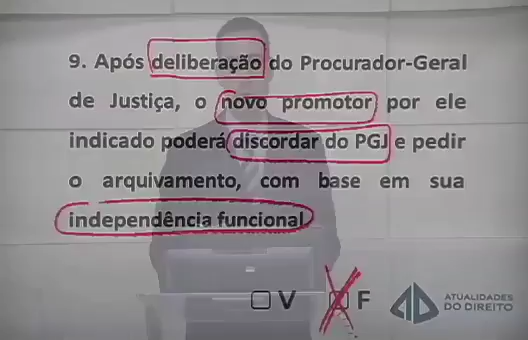 9. Após deliberação do Procurador-Geral
de Justiça, o novo promotor por ele
indicado poderá discordar do PGJ e pedir
o arquivamento, com base em sua
independência funcional
V F
ATUALIDADES
DO DIREITO